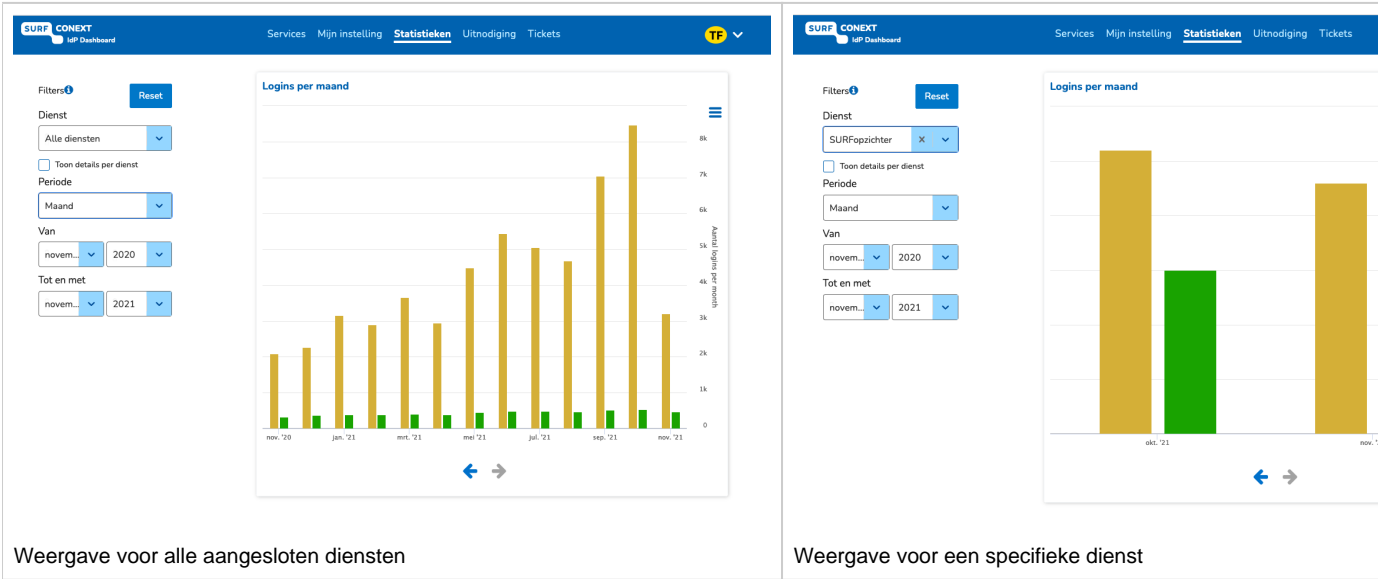 SURF CONEXT
IdP Dashboard
Services Mijn instelling Statistieken Uitnodiging Tickets
TF
Filters
Reset
Dienst
Alle diensten
Toon details per dienst
Periode
Maand
Van
novem... 2020
Tot en met
novem... 2021
Logins per maand
8k
7k
6k
5k
4k
3k
2k
1k
0
Aantal logins per month
nov. '20 jan. '21 mrt. '21 mei '21 jul. '21 sep. '21 nov. '21
Weergave voor alle aangesloten diensten
SURF CONEXT
IdP Dashboard
Services Mijn instelling Statistieken Uitnodiging Tickets
Filters
Reset
Dienst
SURFopzichter
Toon details per dienst
Periode
Maand
Van
novem... 2020
Tot en met
novem... 2021
Logins per maand
okt. '21 nov. '
Weergave voor een specifieke dienst